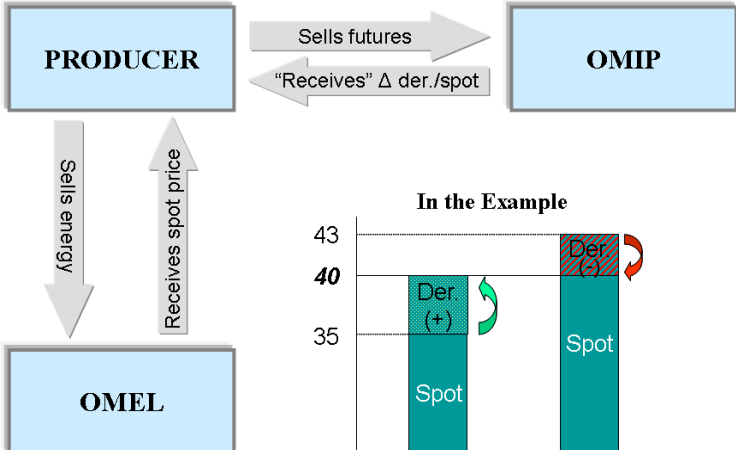 PRODUCER
Sells futures
OMIP
“Receives” Δ der./spot
Sells energy
Receives spot price
In the Example
43
Der.
(-)
40
Der.
(+)
35
Spot
Spot
OMEL